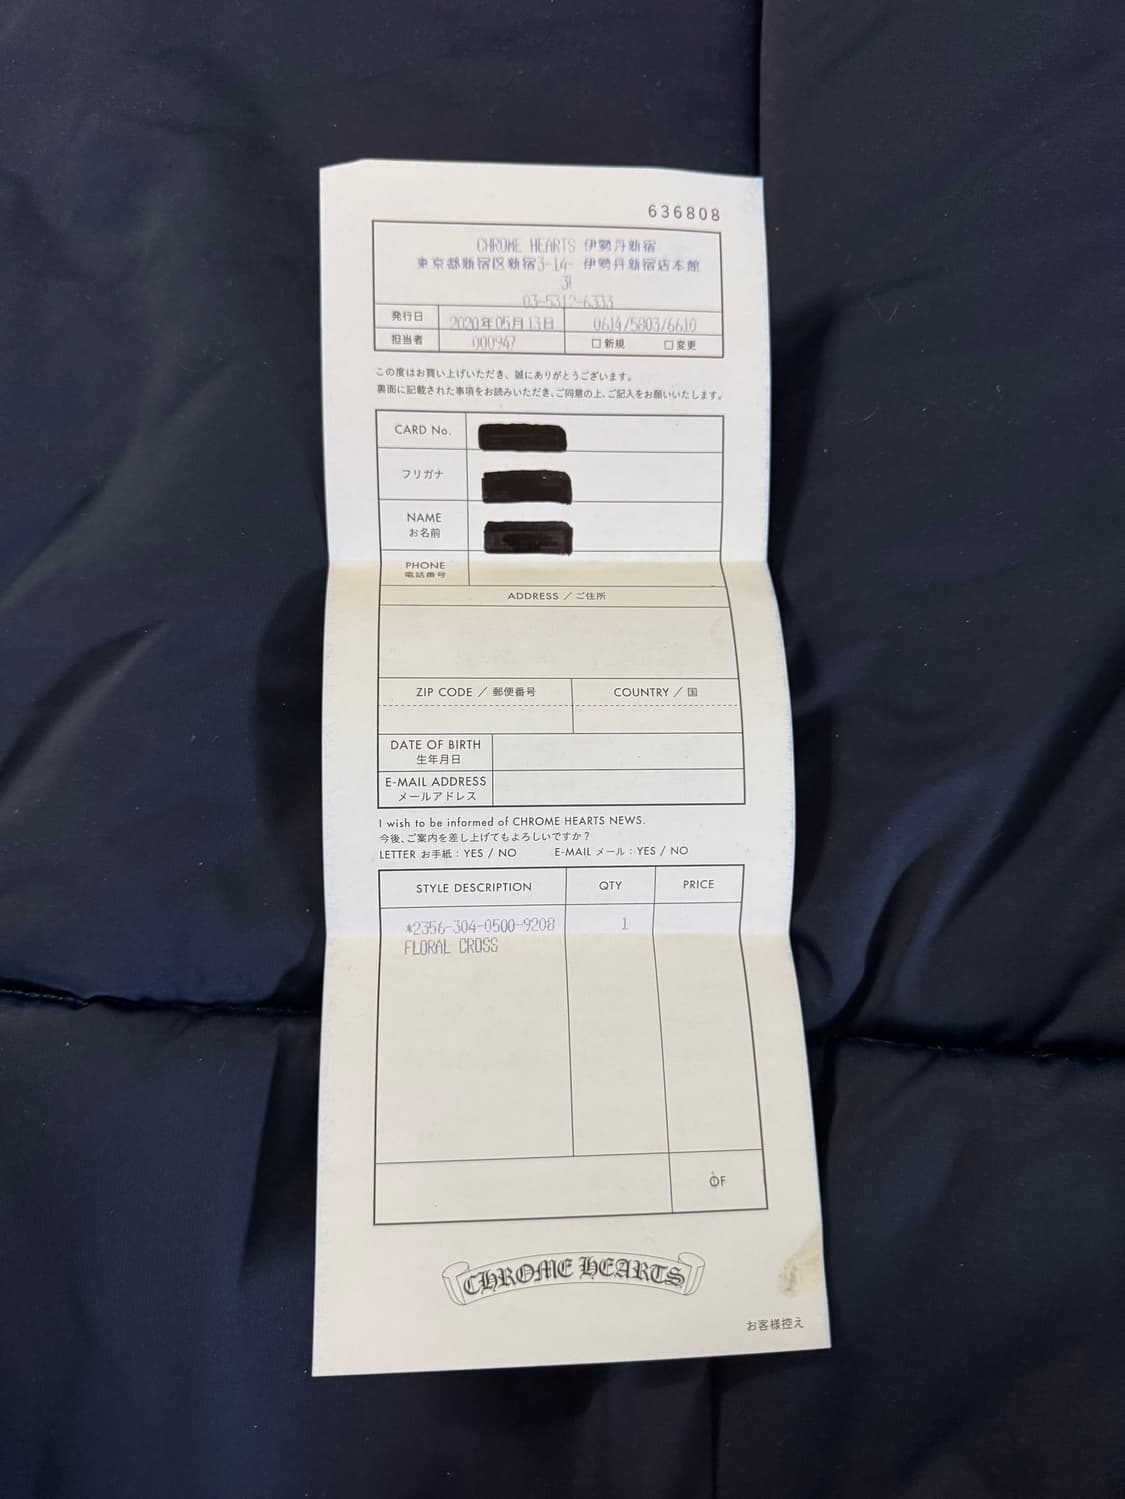 636808
CHROME HEARTS 伊勢丹新宿
東京都新宿区新宿3-14- 伊勢丹新宿店本館
03-5312-6333
発行日 2020年05月13日 0614/5803/6610
担当者 000947 □新規 □変更
この度はお買い上げいただき、誠にありがとうございます。
裏面に記載された事項をお読みいただき、ご同意の上、ご記入をお願いいたします。
CARD No.
フリガナ
NAME
お名前
PHONE
電話番号
ADDRESS / ご住所
ZIP CODE / 郵便番号 COUNTRY / 国
DATE OF BIRTH
生年月日
E-MAIL ADDRESS
メールアドレス
I wish to be informed of CHROME HEARTS NEWS.
今後、ご案内を差し上げてもよろしいですか?
LETTER お手紙 : YES / NO E-MAIL メール : YES / NO
STYLE DESCRIPTION QTY PRICE
*2356-304-0500-9208 1
FLORAL CROSS
OF
CHROME HEARTS
お客様控え